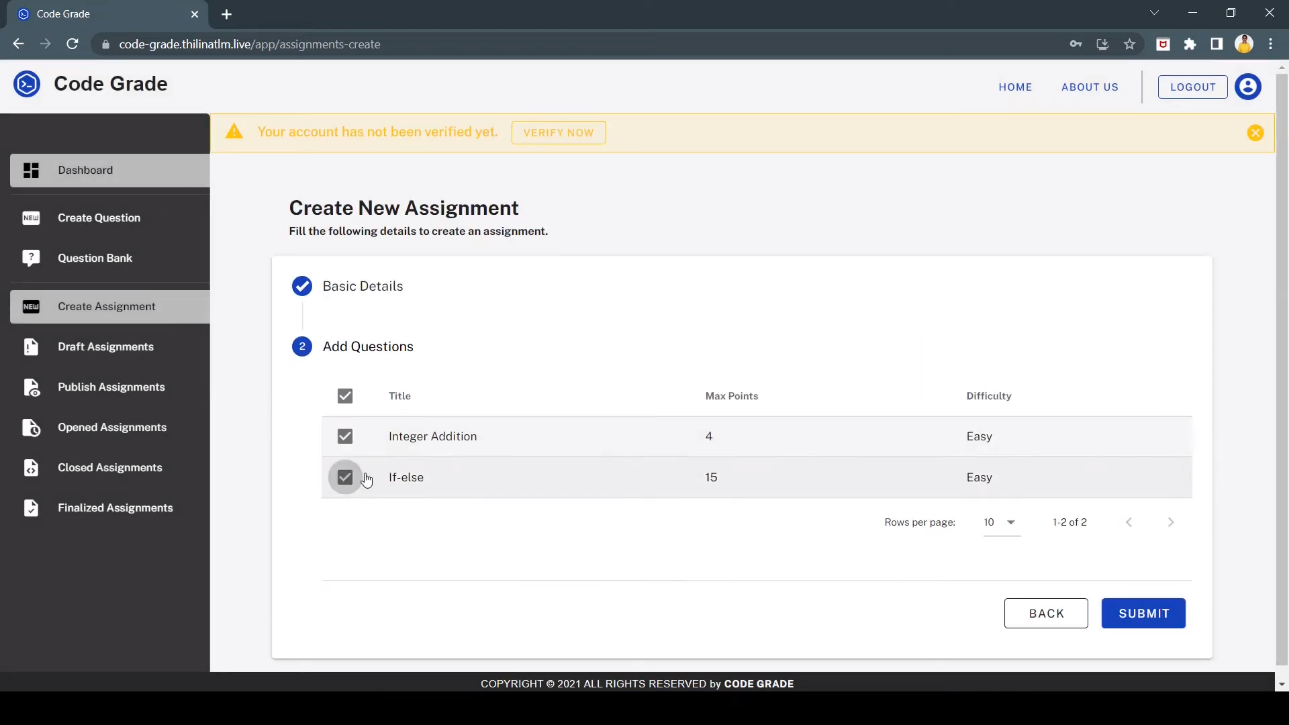 Code Grade
code-grade.thilinatlm.live/app/assignments-create
Code Grade
HOME
ABOUT US
LOGOUT
Your account has not been verified yet.
VERIFY NOW
Dashboard
NEW Create Question
? Question Bank
NEW Create Assignment
Draft Assignments
Publish Assignments
Opened Assignments
Closed Assignments
Finalized Assignments
Create New Assignment
Fill the following details to create an assignment.
Basic Details
2 Add Questions
Title Max Points Difficulty
Integer Addition 4 Easy
If-else 15 Easy
Rows per page: 10 1-2 of 2
BACK SUBMIT
COPYRIGHT © 2021 ALL RIGHTS RESERVED by CODE GRADE